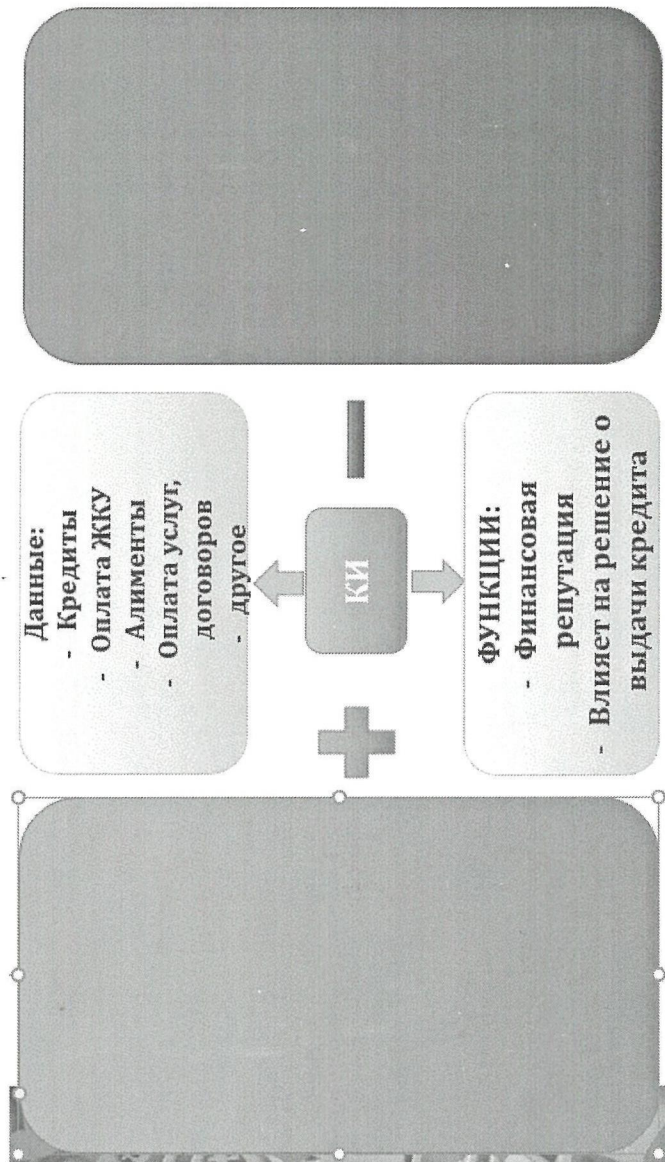 Данные:
- Кредиты
- Оплата ЖКУ
- Алименты
- Оплата услуг,
договоров
- другое
КИ
ФУНКЦИИ:
- Финансовая
репутация
- Влияет на решение о
выдачи кредита